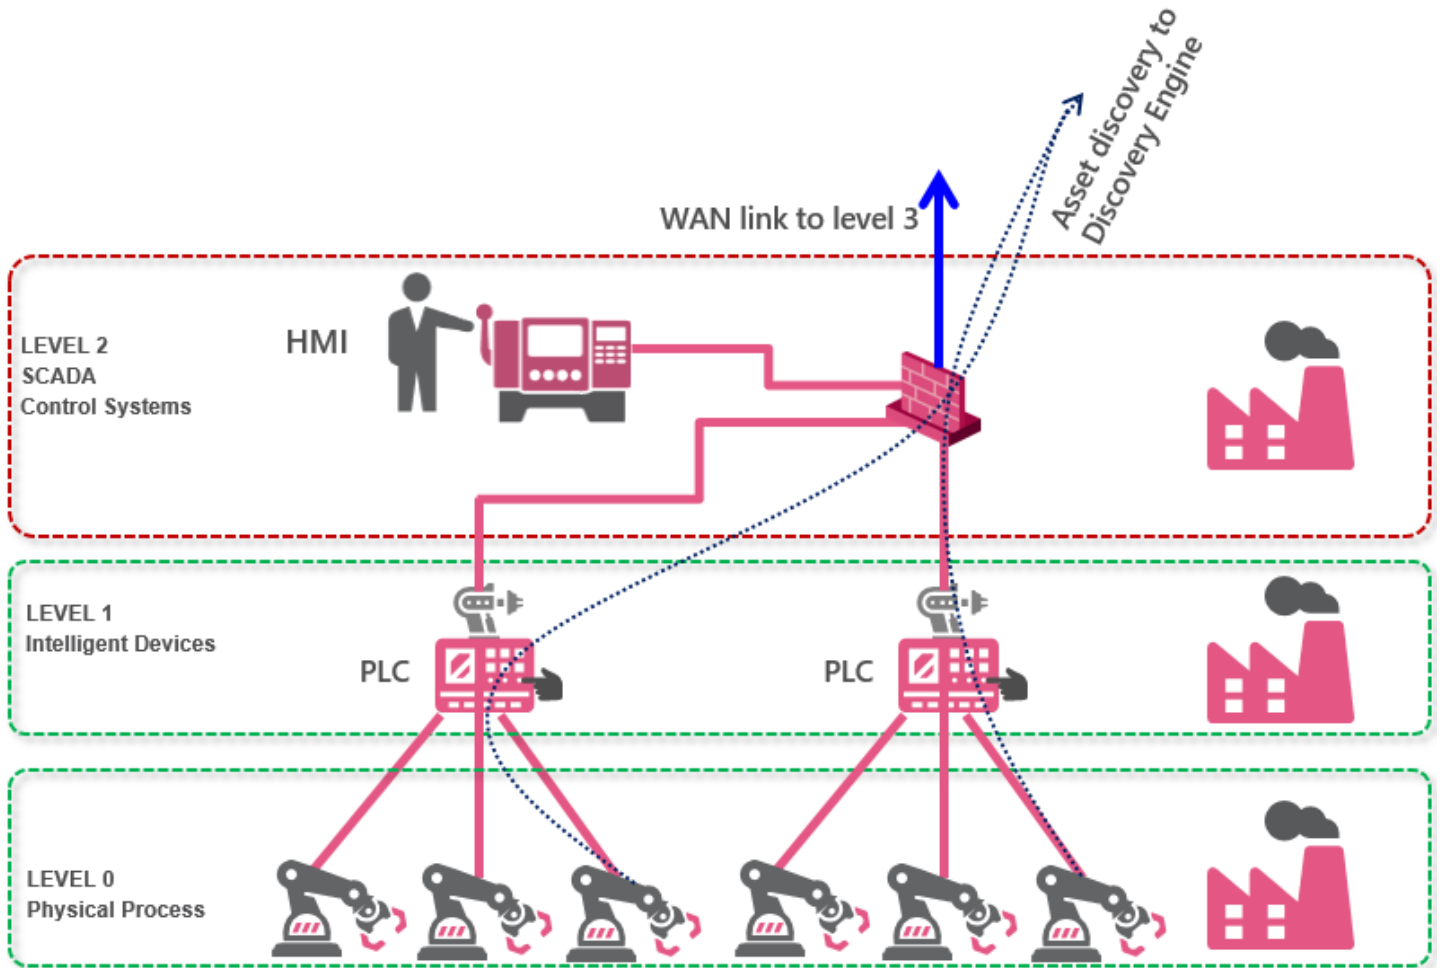 Asset discovery to
Discovery Engine
WAN link to level 3
LEVEL 2
SCADA
Control Systems
HMI
LEVEL 1
Intelligent Devices
PLC
PLC
LEVEL 0
Physical Process